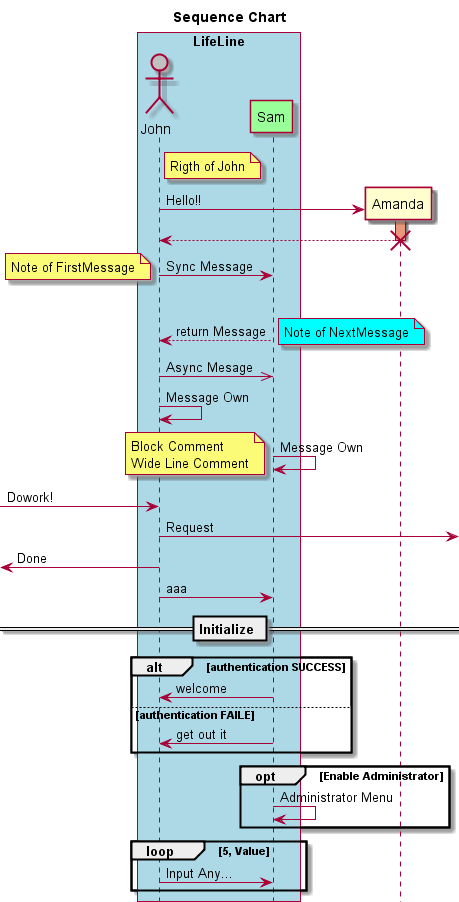 Sequence Chart
LifeLine
John
Sam
Rigth of John
Hello!!
Amanda
Note of FirstMessage
Sync Message
return Message
Note of NextMessage
Async Mesage
Message Own
Block Comment
Wide Line Comment
Message Own
Dowork!
Request
Done
aaa
Initialize
alt [authentication SUCCESS]
welcome
[authentication FAILE]
get out it
opt [Enable Administrator]
Administrator Menu
loop [5, Value]
Input Any...